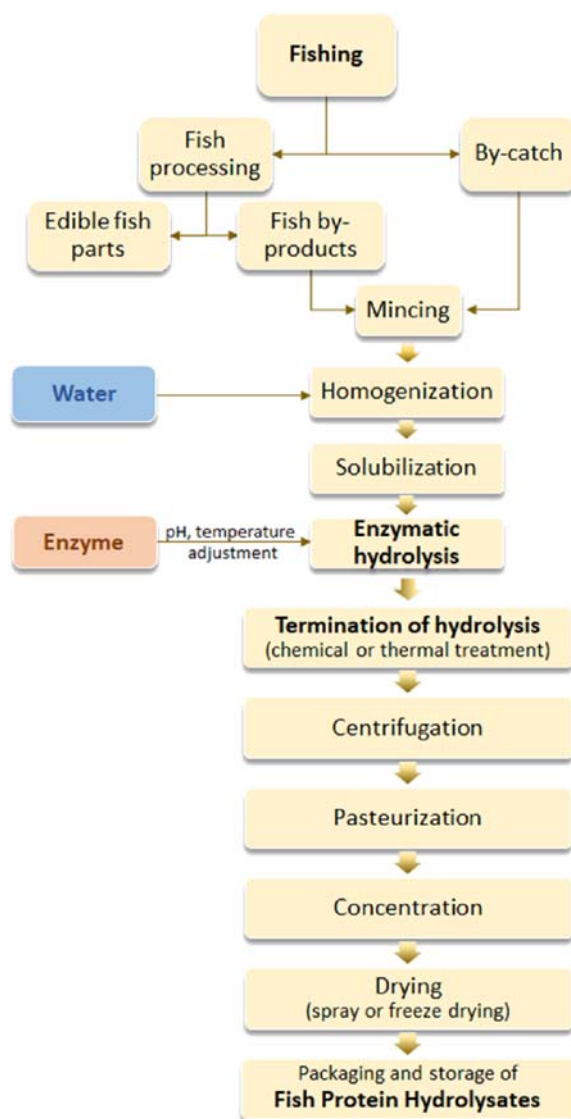 Fishing
Fish
processing
By-catch
Edible fish
parts
Fish by-
products
Mincing
Water
Homogenization
Solubilization
Enzyme
pH, temperature
adjustment
Enzymatic
hydrolysis
Termination of hydrolysis
(chemical or thermal treatment)
Centrifugation
Pasteurization
Concentration
Drying
(spray or freeze drying)
Packaging and storage of
Fish Protein Hydrolysates